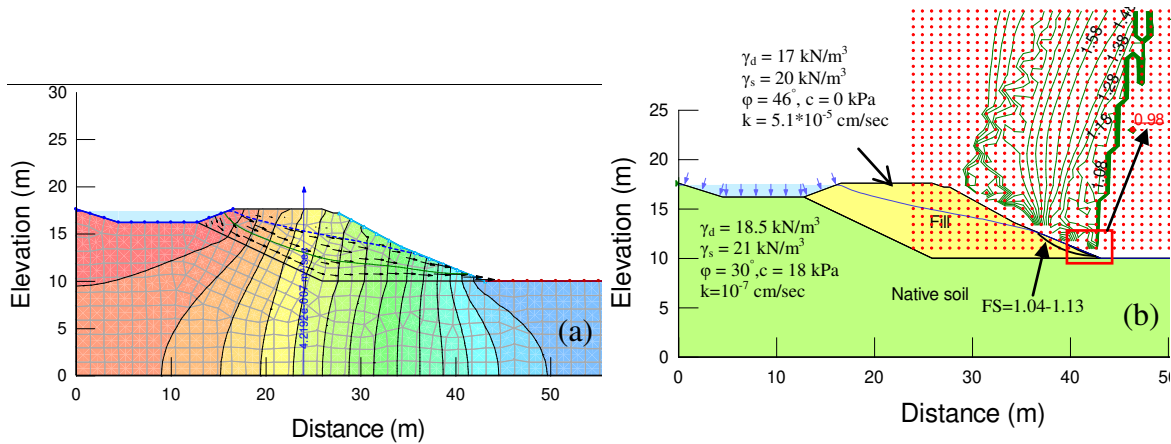 30
25
20
15
10
5
0
Elevation (m)
0
10
20
30
40
50
Distance (m)
(a)
γd = 17 kN/m³
γs = 20 kN/m³
φ = 46°, c = 0 kPa
k = 5.1*10⁻⁵ cm/sec
1.58
1.38
1.28
1.18
1.08
0.98
25
20
15
10
5
0
Elevation (m)
Fill
γd = 18.5 kN/m³
γs = 21 kN/m³
φ = 30°,c = 18 kPa
k=10⁻⁷ cm/sec
Native soil
FS=1.04-1.13
(b)
0
10
20
30
40
50
Distance (m)